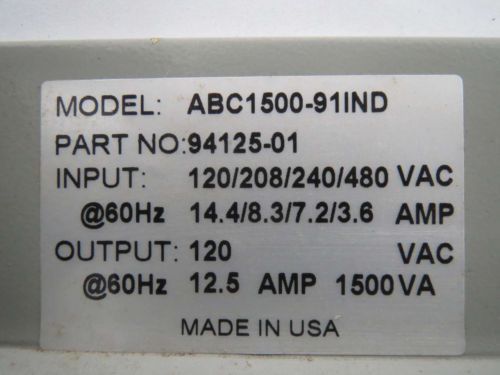 MODEL: ABC1500-91IND
PART NO:94125-01
INPUT: 120/208/240/480 VAC
@60Hz 14.4/8.3/7.2/3.6 AMP
OUTPUT: 120 VAC
@60Hz 12.5 AMP 1500VA
MADE IN USA